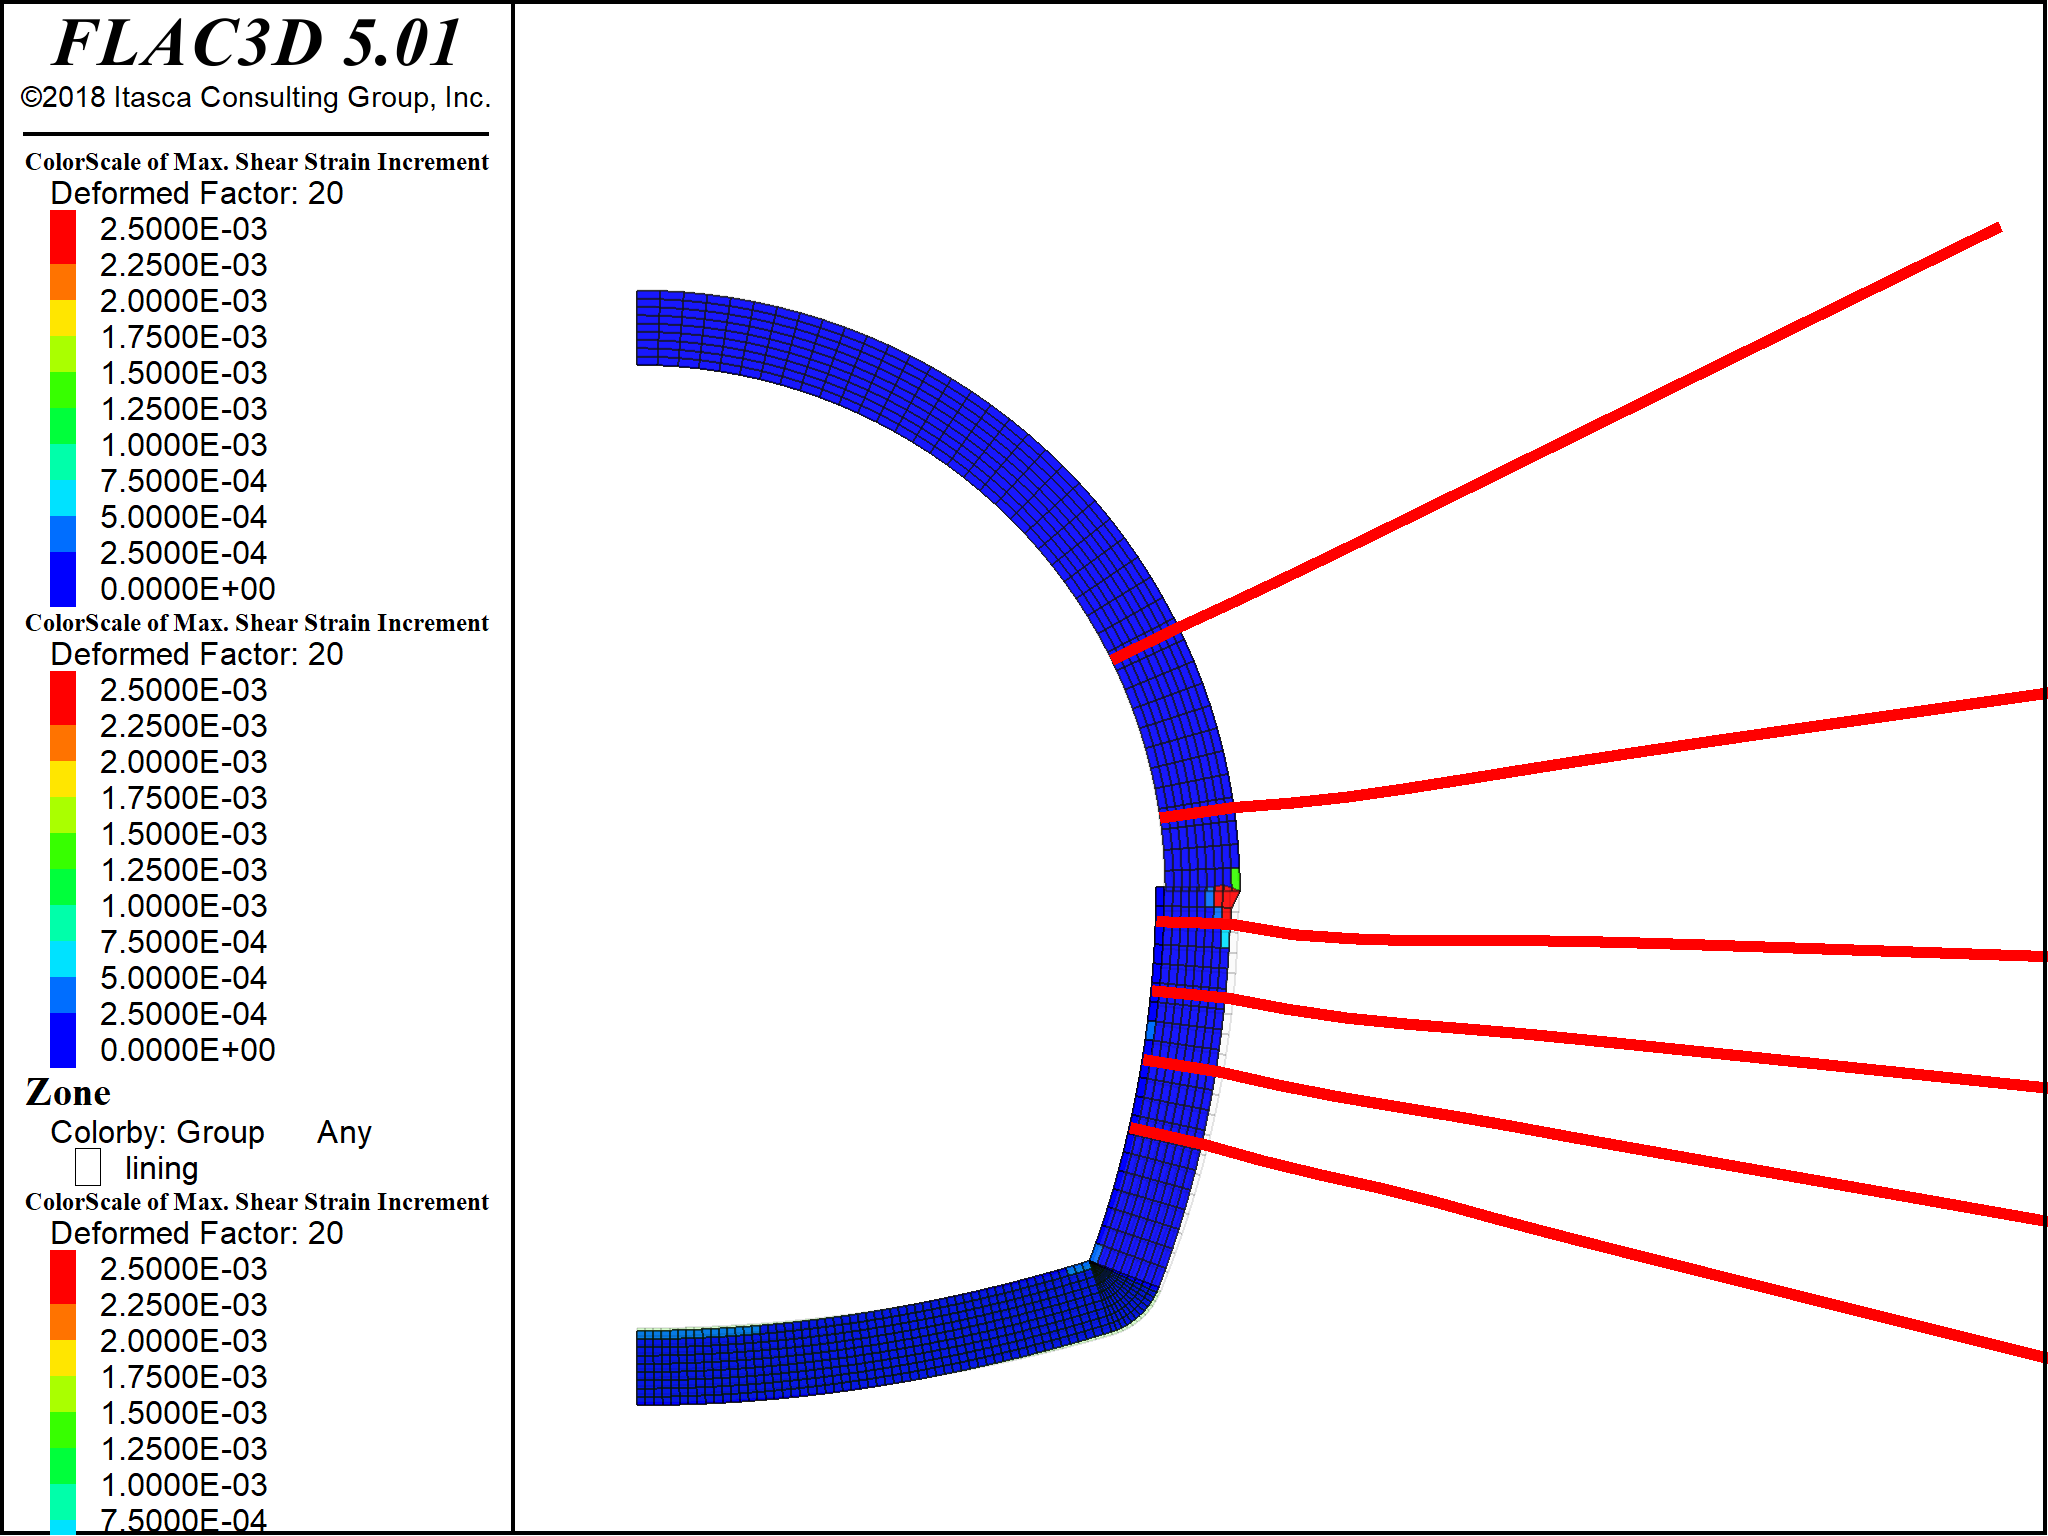 FLAC3D 5.01
©2018 Itasca Consulting Group, Inc.
ColorScale of Max. Shear Strain Increment
Deformed Factor: 20
2.5000E-03
2.2500E-03
2.0000E-03
1.7500E-03
1.5000E-03
1.2500E-03
1.0000E-03
7.5000E-04
5.0000E-04
2.5000E-04
0.0000E+00
ColorScale of Max. Shear Strain Increment
Deformed Factor: 20
2.5000E-03
2.2500E-03
2.0000E-03
1.7500E-03
1.5000E-03
1.2500E-03
1.0000E-03
7.5000E-04
5.0000E-04
2.5000E-04
0.0000E+00
Zone
Colorby: Group Any
lining
ColorScale of Max. Shear Strain Increment
Deformed Factor: 20
2.5000E-03
2.2500E-03
2.0000E-03
1.7500E-03
1.5000E-03
1.2500E-03
1.0000E-03
7.5000E-04